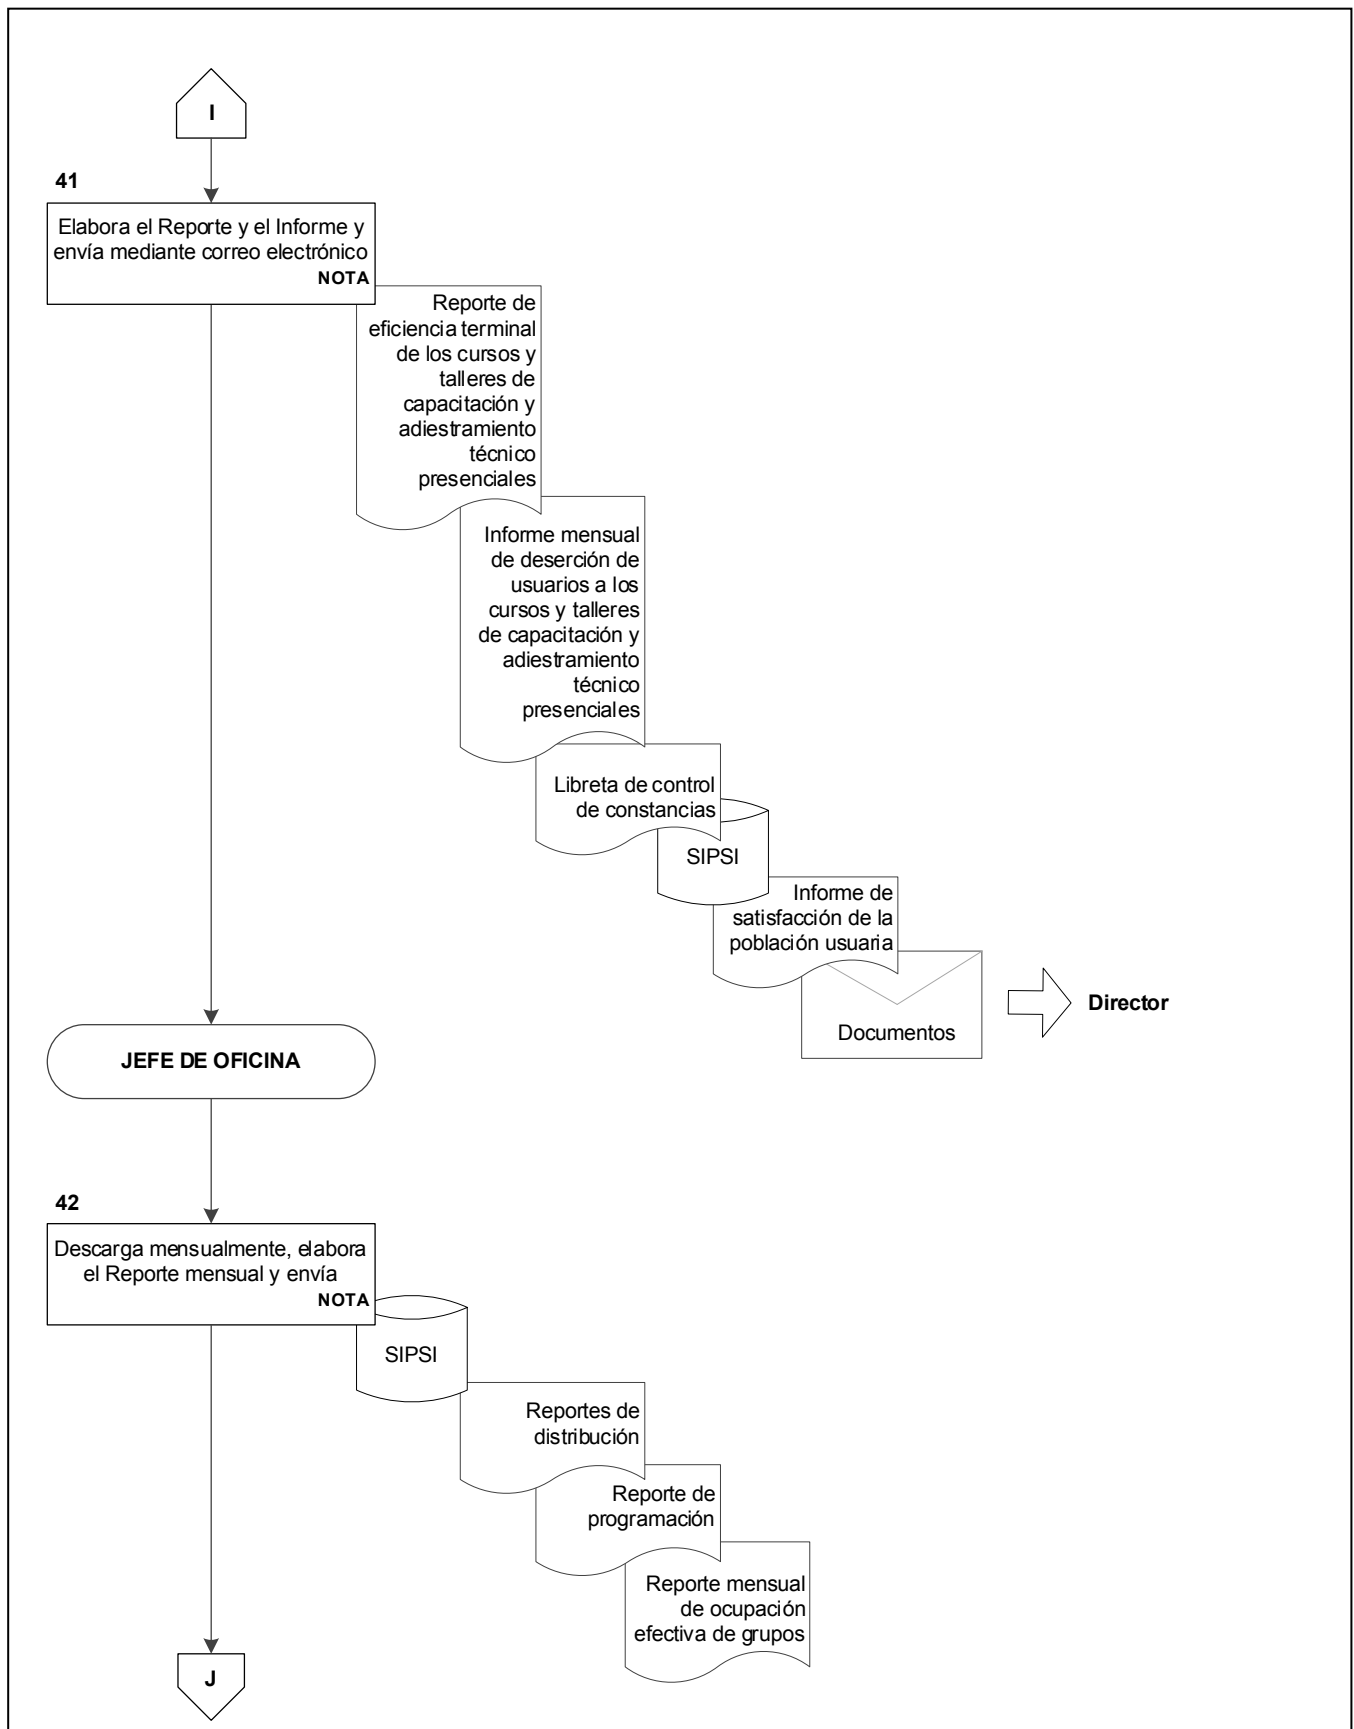 I
41
Elabora el Reporte y el Informe y
envía mediante correo electrónico
NOTA
Reporte de
eficiencia terminal
de los cursos y
talleres de
capacitación y
adiestramiento
técnico
presenciales
Informe mensual
de deserción de
usuarios a los
cursos y talleres
de capacitación y
adiestramiento
técnico
presenciales
Libreta de control
de constancias
SIPSI
Informe de
satisfacción de la
población usuaria
Documentos
Director
JEFE DE OFICINA
42
Descarga mensualmente, elabora
el Reporte mensual y envía
NOTA
SIPSI
Reportes de
distribución
Reporte de
programación
Reporte mensual
de ocupación
efectiva de grupos
J